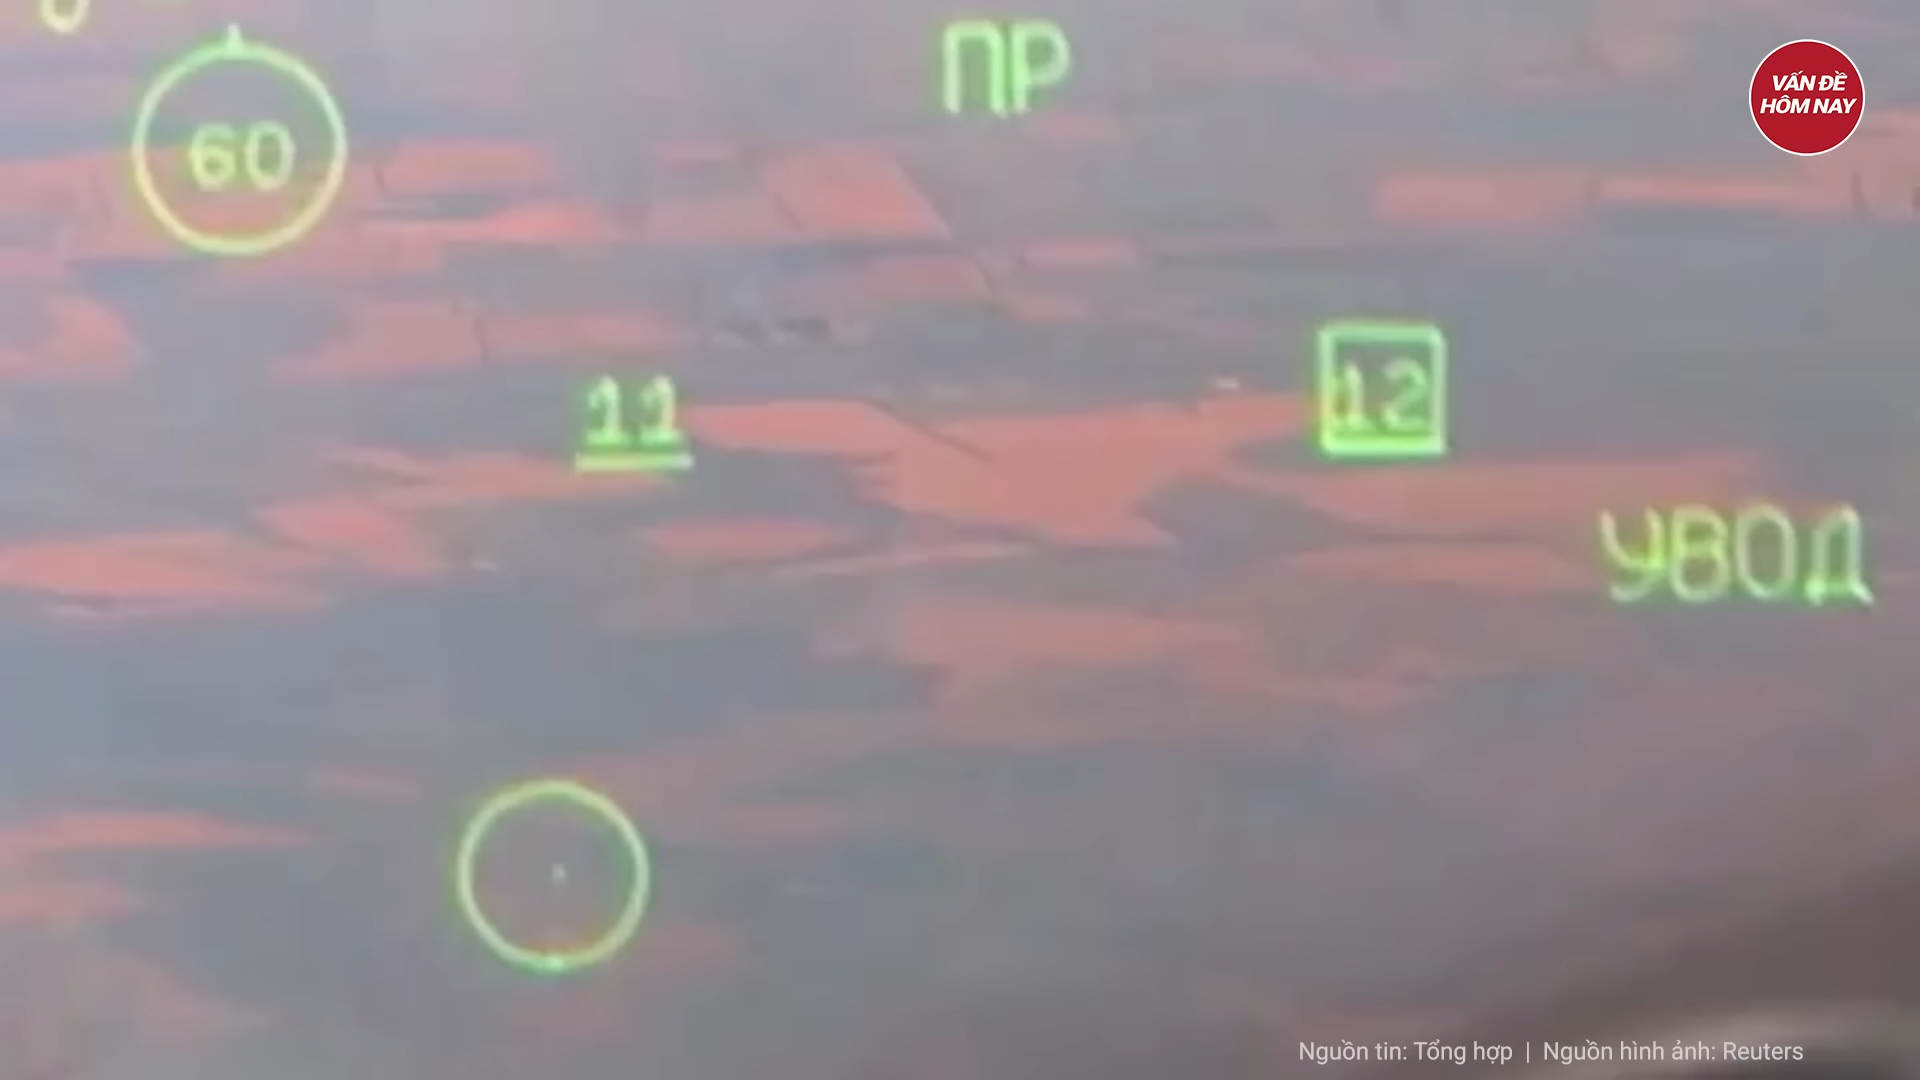 ПР
VẤN ĐỀ
HÔM NAY
60
11
12
УВОД
Nguồn tin: Tổng hợp | Nguồn hình ảnh: Reuters